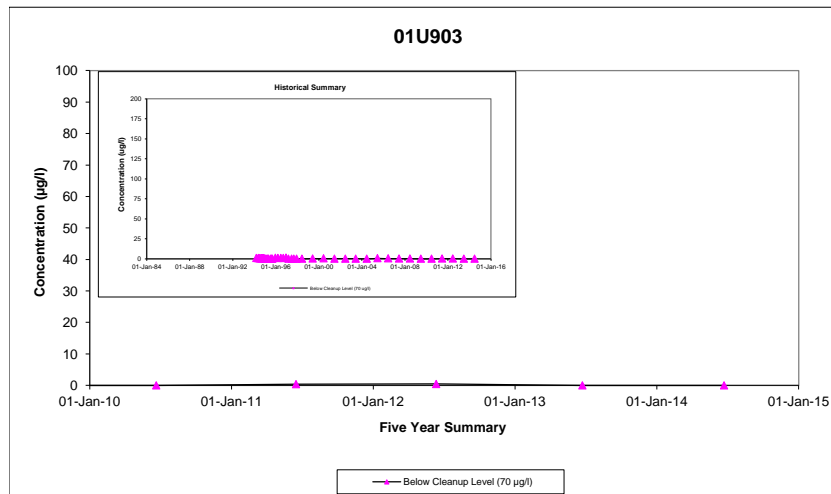 01U903
Concentration (µg/l)
100
90
80
70
60
50
40
30
20
10
0
Historical Summary
Concentration (ug/l)
200
175
150
125
100
75
50
25
0
01-Jan-84 01-Jan-88 01-Jan-92 01-Jan-96 01-Jan-00 01-Jan-04 01-Jan-08 01-Jan-12 01-Jan-16
Below Cleanup Level (70 ug/l)
01-Jan-10 01-Jan-11 01-Jan-12 01-Jan-13 01-Jan-14 01-Jan-15
Five Year Summary
Below Cleanup Level (70 µg/l)